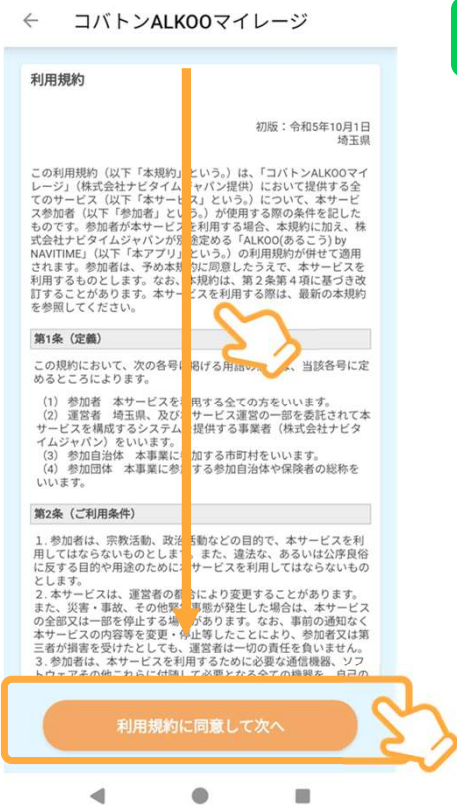 コバトンALKOOマイレージ
利用規約
初版：令和5年10月1日
埼玉県
この利用規約（以下「本規約」という。）は、「コバトンALKOOマイ
レージ」（株式会社ナビタイムジャパン提供）において提供する全
てのサービス（以下「本サービス」という。）について、本サービ
ス参加者（以下「参加者」という。）が使用する際の条件を記した
ものです。参加者が本サービスを利用する場合、本規約に加え、株
式会社ナビタイムジャパンが別途定める「ALKOO(あるこう) by
NAVITIME」（以下「本アプリ」という。）の利用規約が併せて適用
されます。参加者は、予め本規約に同意したうえで、本サービスを
利用するものとします。なお、本規約は、第２条第４項に基づき改
訂することがあります。本サービスを利用する際は、最新の本規約
を参照してください。
第1条（定義）
この規約において、次の各号に掲げる用語の、当該各号に定
めるところによります。
（1） 参加者　本サービスを利用する全ての方をいいます。
（2） 運営者　埼玉県、及び本サービス運営の一部を委託されて本
サービスを構成するシステムを提供する事業者（株式会社ナビタ
イムジャパン）をいいます。
（3） 参加自治体　本事業に参加する市町村をいいます。
（4） 参加団体　本事業に参加する参加自治体や保険者の総称を
いいます。
第2条（ご利用条件）
１. 参加者は、宗教活動、政治活動などの目的で、本サービスを利
用してはならないものとします。また、違法な、あるいは公序良俗
に反する目的や用途のために本サービスを利用してはならないもの
とします。
２. 本サービスは、運営者の都合により変更することがあります。
また、災害・事故、その他緊急事態が発生した場合は、本サービス
の全部又は一部を停止する場合があります。なお、事前の通知なく
本サービスの内容等を変更・停止等したことにより、参加者又は第
三者が損害を受けたとしても、運営者は一切の責任を負いません。
３. 参加者は、本サービスを利用するために必要な通信機器、ソフ
トウェアその他これらに付随して必要となる全ての機器を、自己の
利用規約に同意して次へ